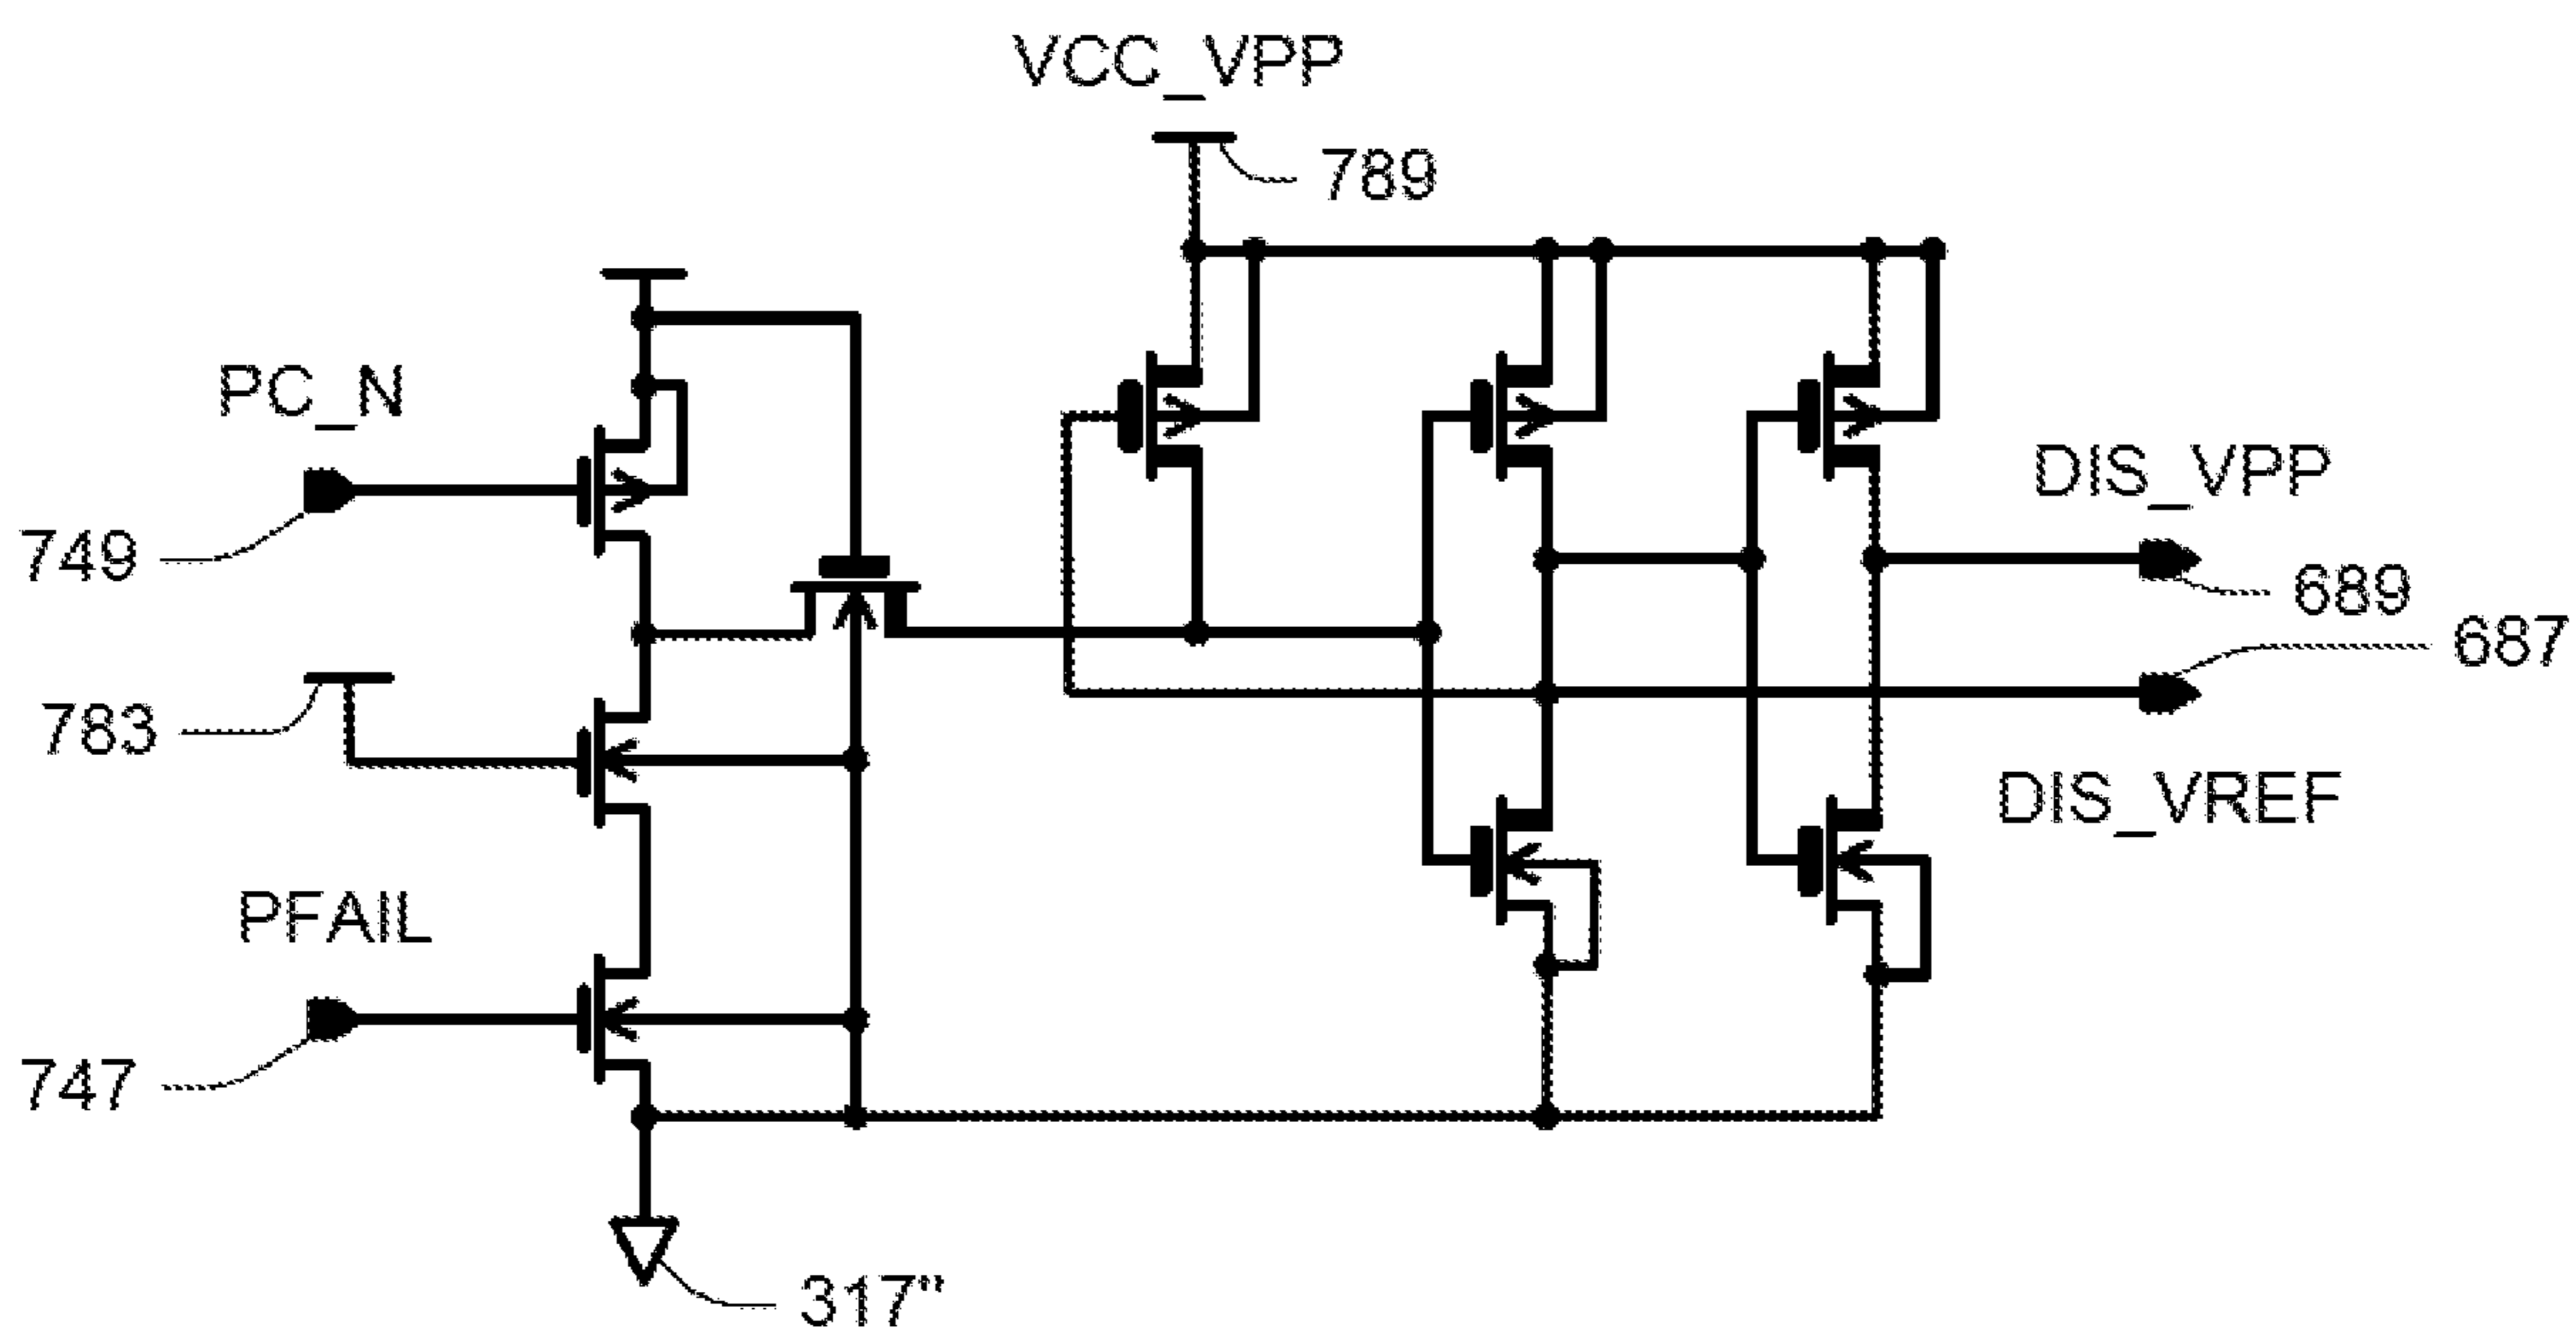 VCC_VPP
789
PC_N
749
DIS_VPP
689
687
783
DIS_VREF
PFAIL
747
317"